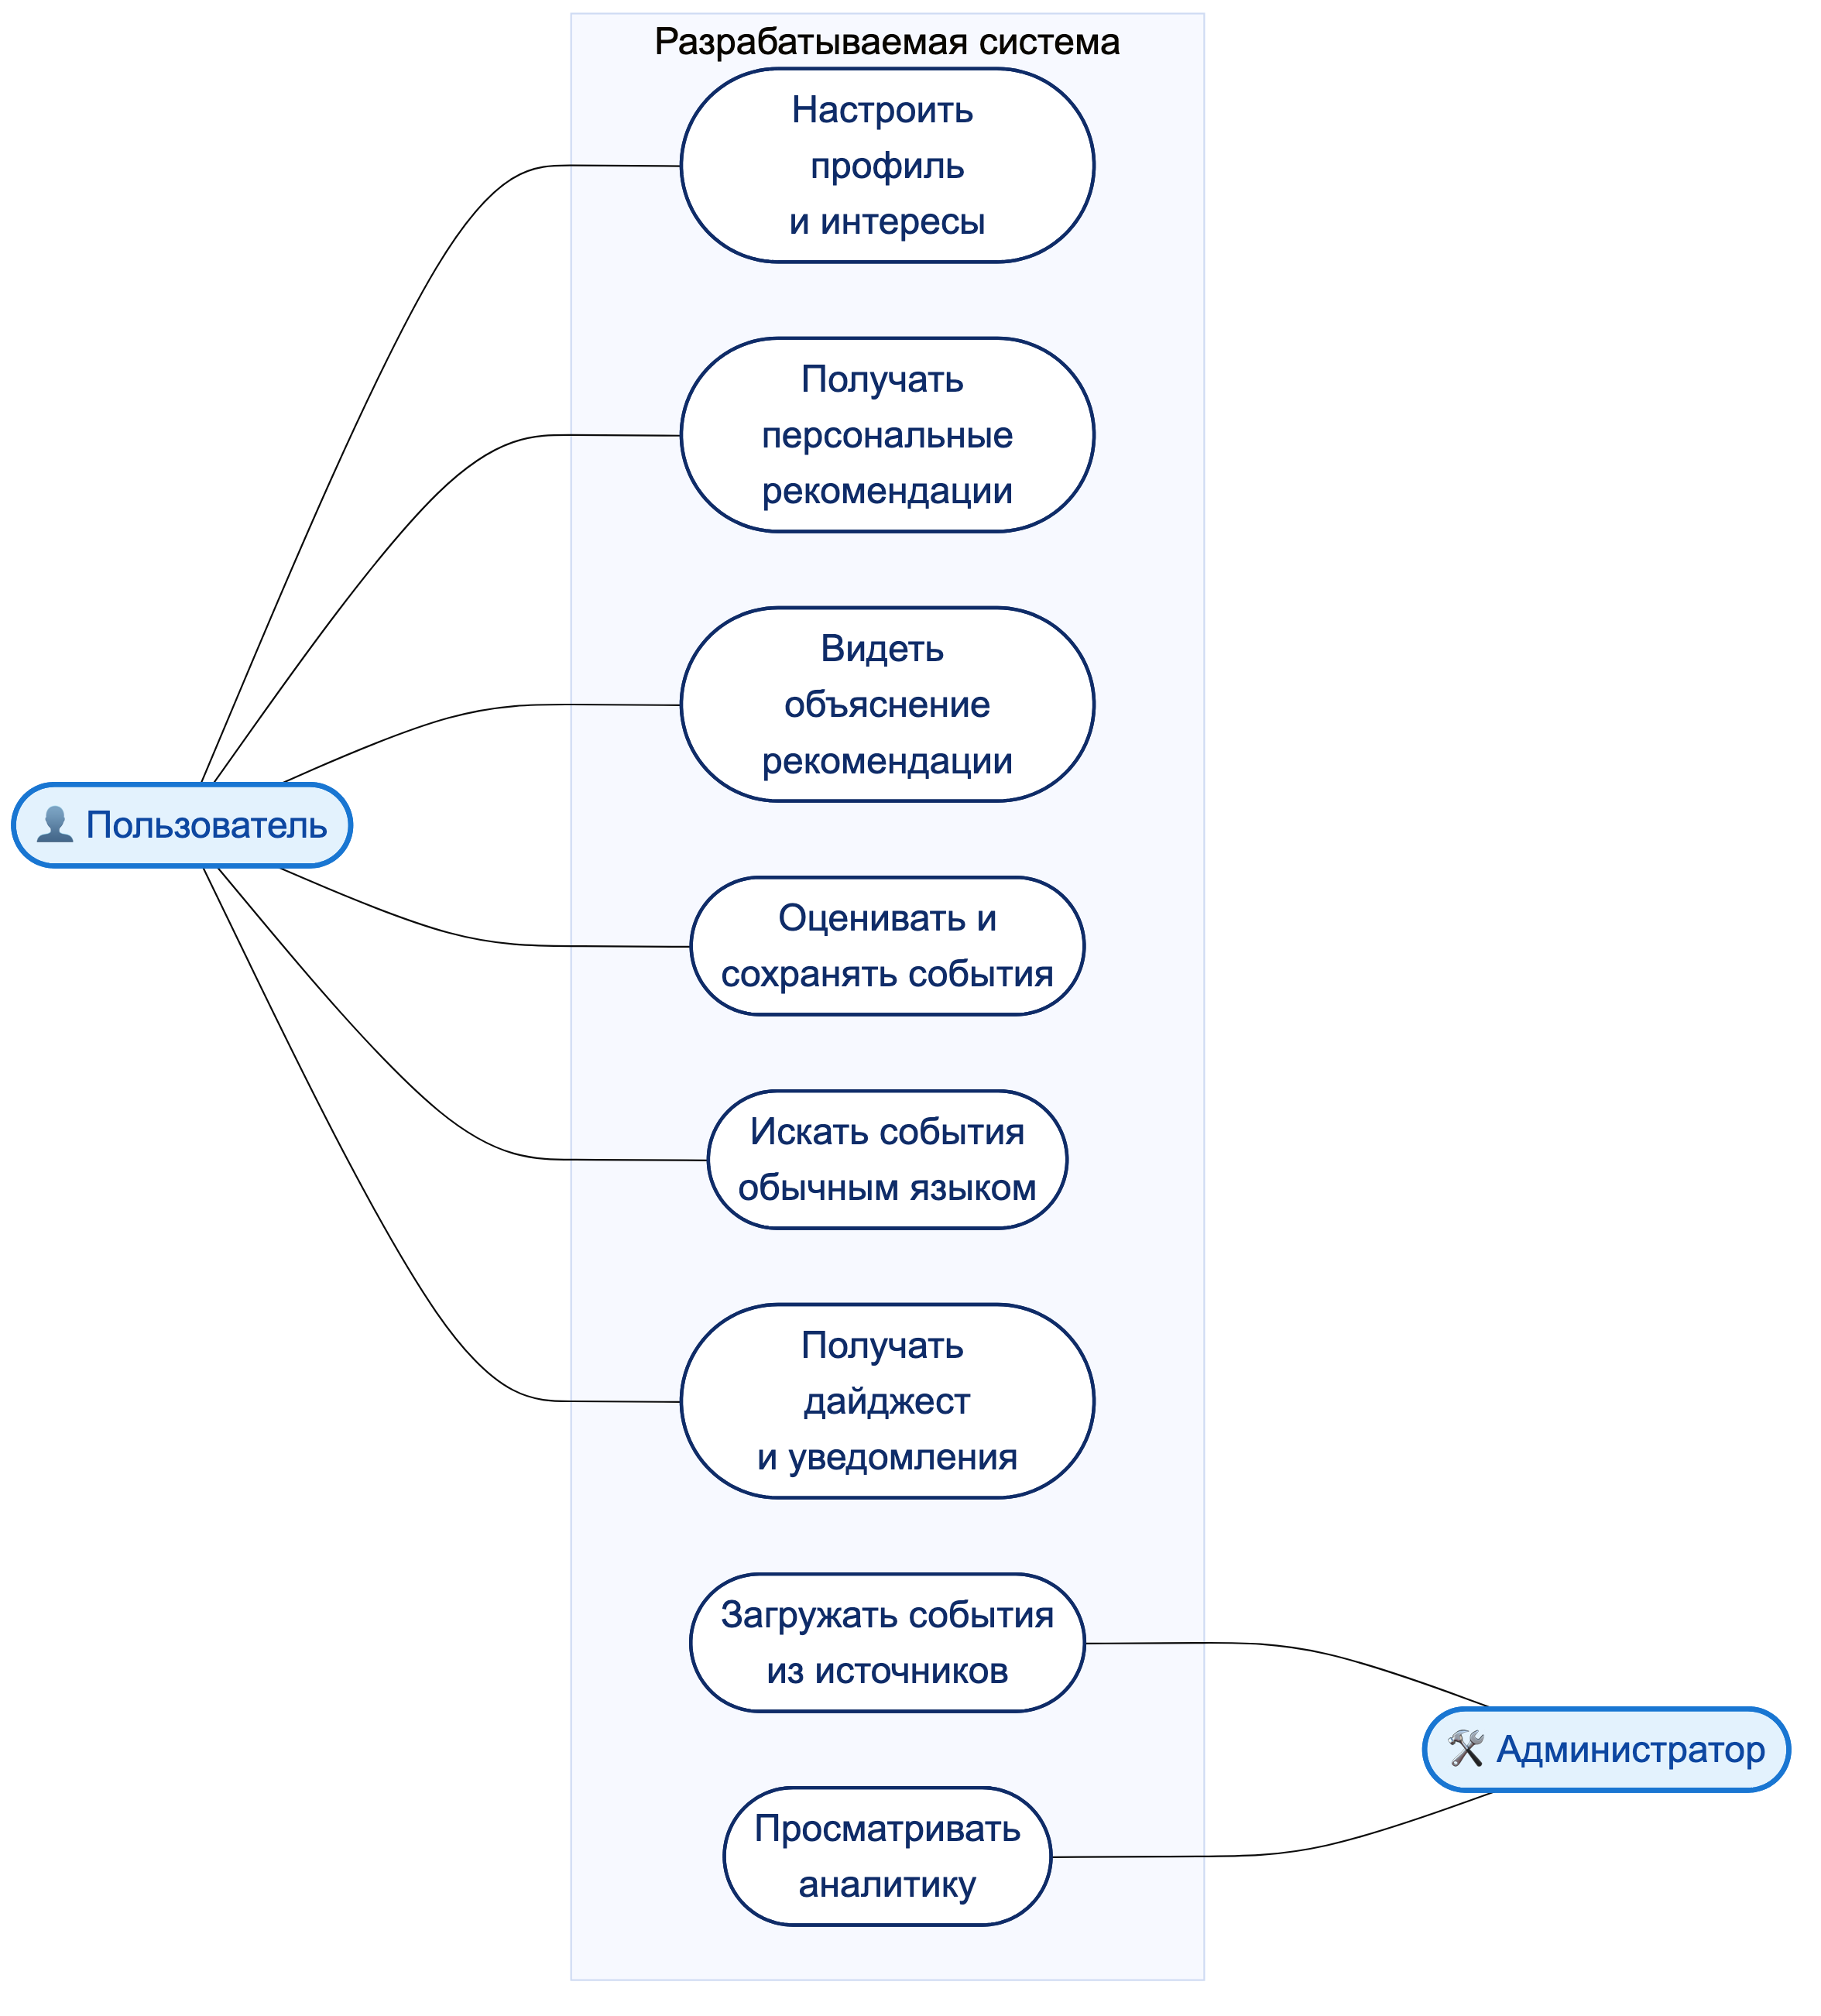 Разрабатываемая система
Настроить
профиль
и интересы
Получать
персональные
рекомендации
Видеть
объяснение
рекомендации
Пользователь
Оценивать и
сохранять события
Искать события
обычным языком
Получать
дайджест
и уведомления
Загружать события
из источников
Администратор
Просматривать
аналитику